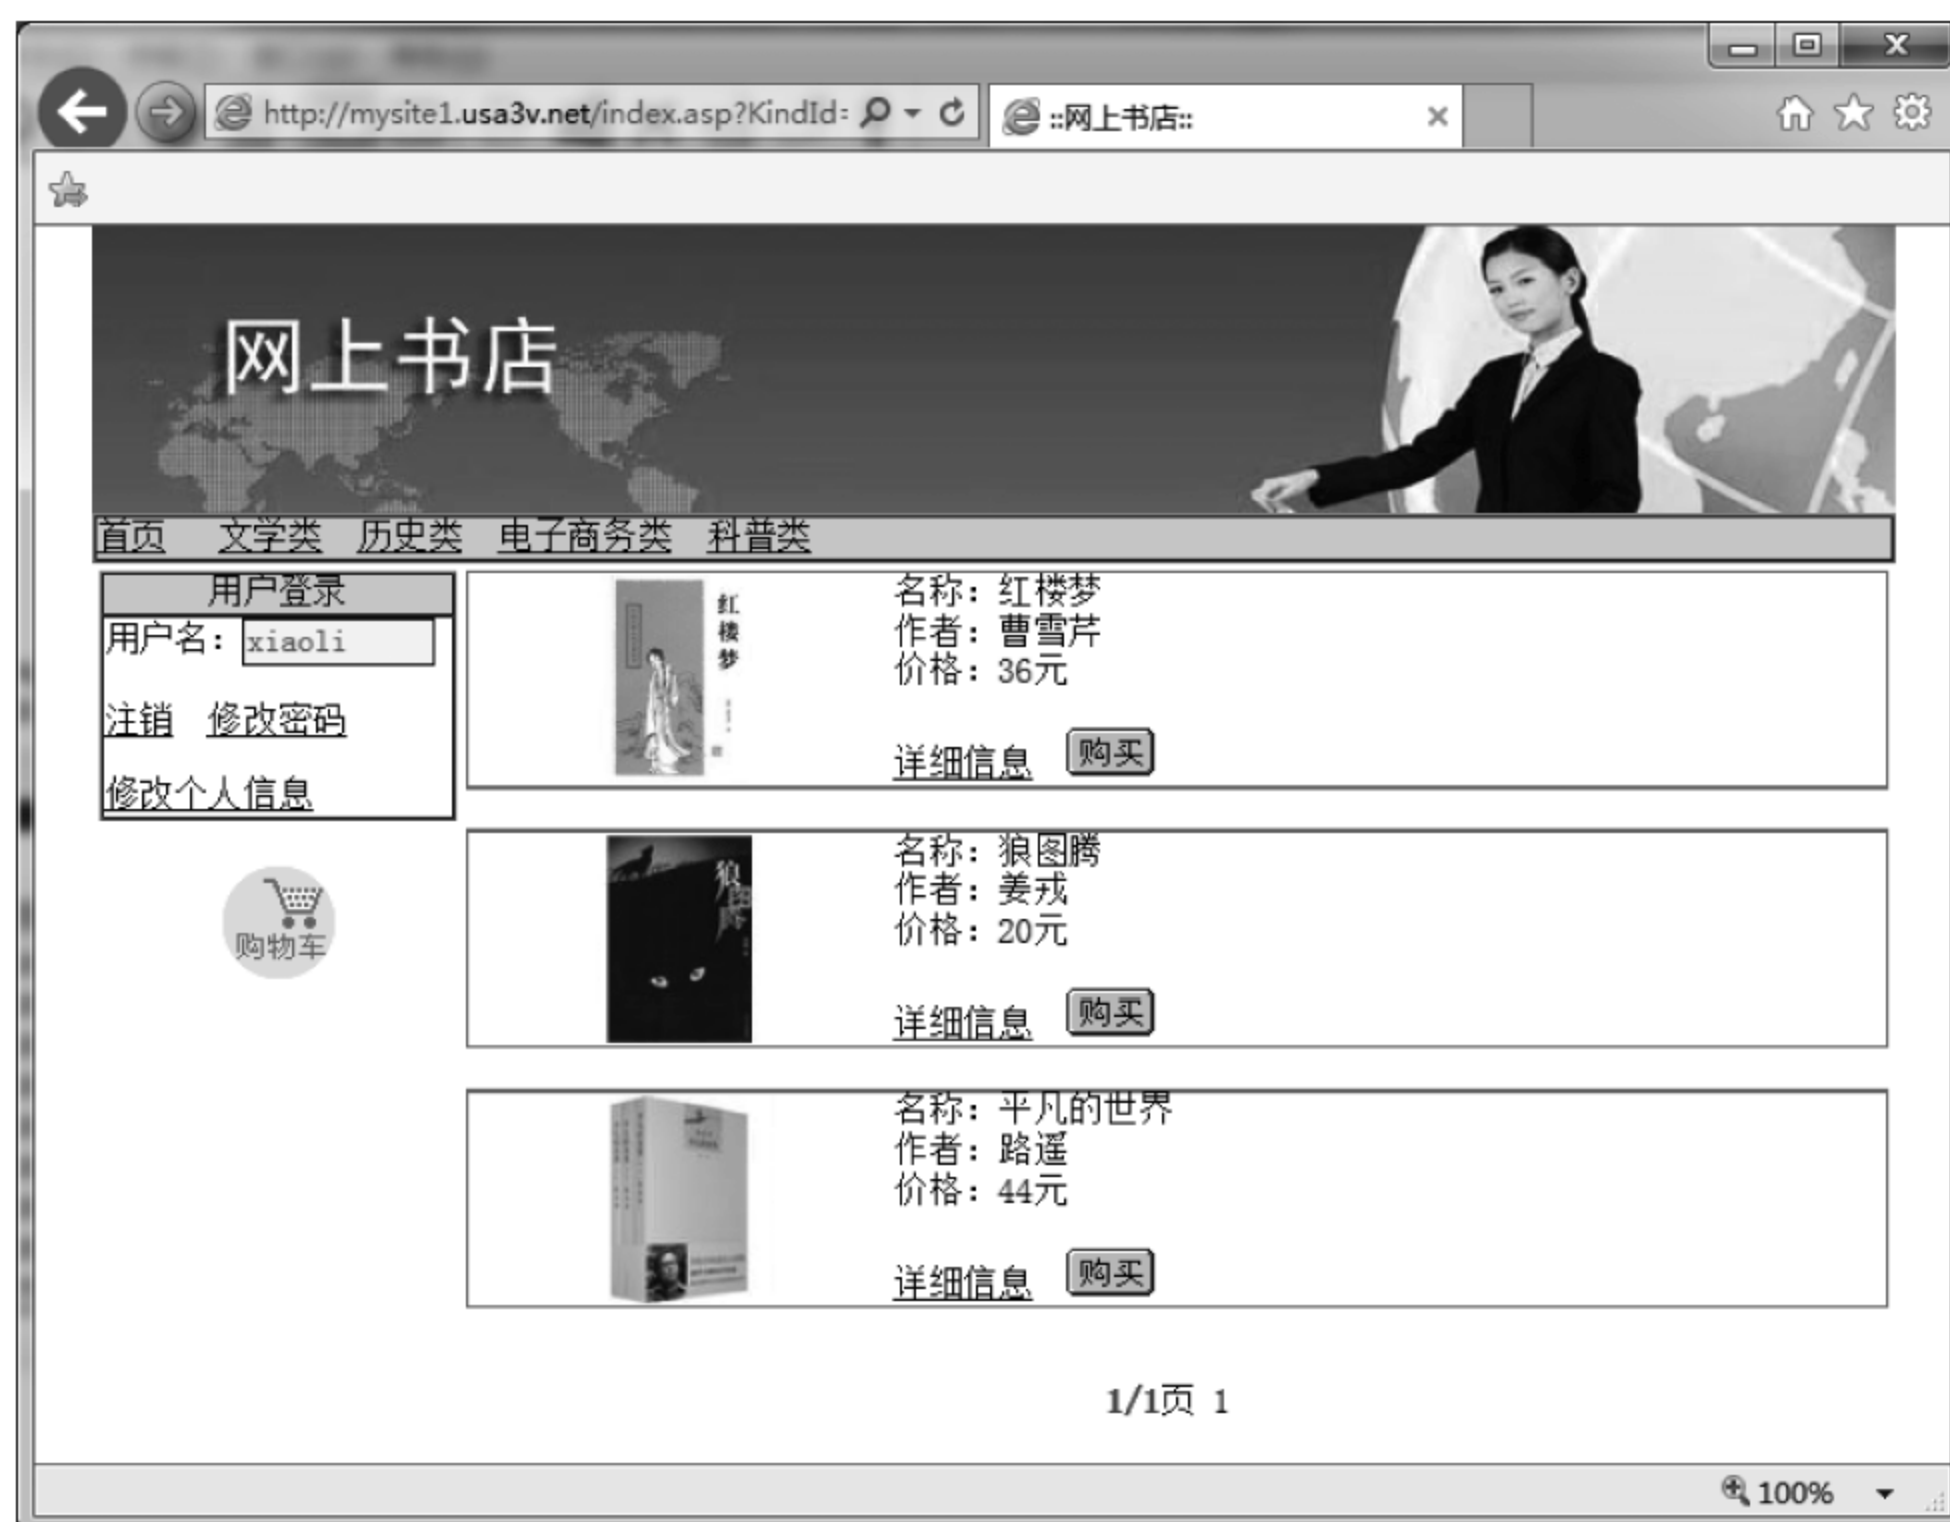 http://mysite1.usa3v.net/index.asp?KindId=
::网上书店::
网上书店
首页 文学类 历史类 电子商务类 科普类
用户登录
用户名：xiaoli
注销 修改密码
修改个人信息
购物车
红楼梦
名称：红楼梦
作者：曹雪芹
价格：36元
详细信息 购买
狼图腾
名称：狼图腾
作者：姜戎
价格：20元
详细信息 购买
名称：平凡的世界
作者：路遥
价格：44元
详细信息 购买
1/1页 1
100%